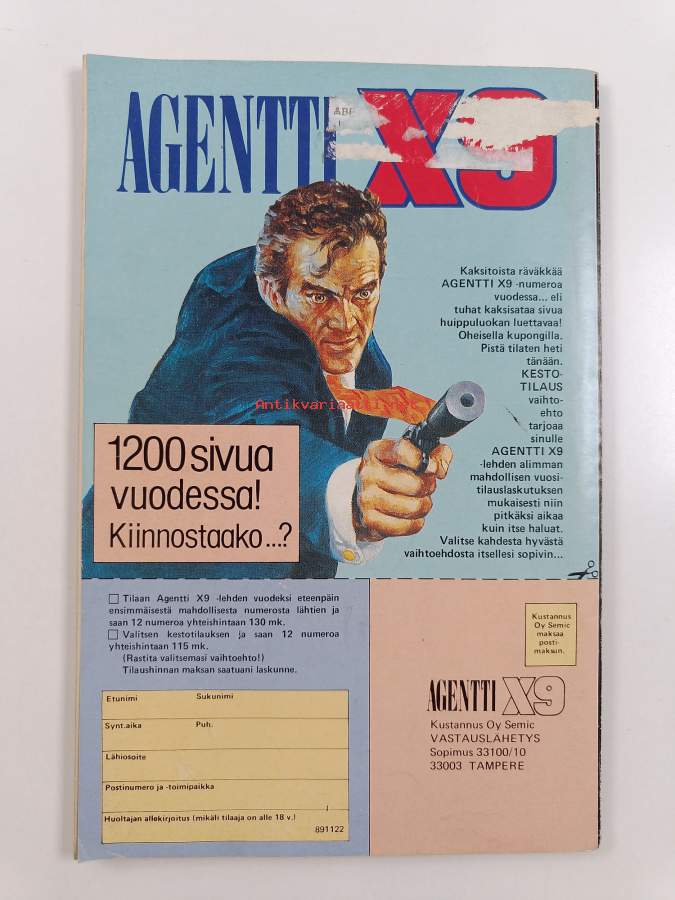 AGENTTI X9
ABF
Kaksitoista räväkkää
AGENTTI X9 -numeroa
vuodessa... eli
tuhat kaksisataa sivua
huippuluokan luettavaa!
Oheisella kupongilla.
Pistä tilaten heti
tänään.
KESTO-
TILAUS
vaihto-
ehto
tarjoaa
sinulle
AGENTTI X9
-lehden alimman
mahdollisen vuosi-
tilauslaskutuksen
mukaisesti niin
pitkäksi aikaa
kuin itse haluat.
Valitse kahdesta hyvästä
vaihtoehdosta itsellesi sopivin...
1200 sivua
vuodessa!
Kiinnostaako...?
Tilaan Agentti X9 -lehden vuodeksi eteenpäin
ensimmäisestä mahdollisesta numerosta lähtien ja
saan 12 numeroa yhteishintaan 130 mk.
Valitsen kestotilauksen ja saan 12 numeroa
yhteishintaan 115 mk.
(Rastita valitsemasi vaihtoehto!)
Tilaushinnan maksan saatuani laskunne.
Etunimi Sukunimi
Synt.aika Puh.
Lähiosoite
Postinumero ja -toimipaikka
Huoltajan allekirjoitus (mikäli tilaaja on alle 18 v.)
891122
Kustannus
Oy Semic
maksaa
posti-
maksun.
AGENTTI X9
Kustannus Oy Semic
VASTAUSLÄHETYS
Sopimus 33100/10
33003 TAMPERE